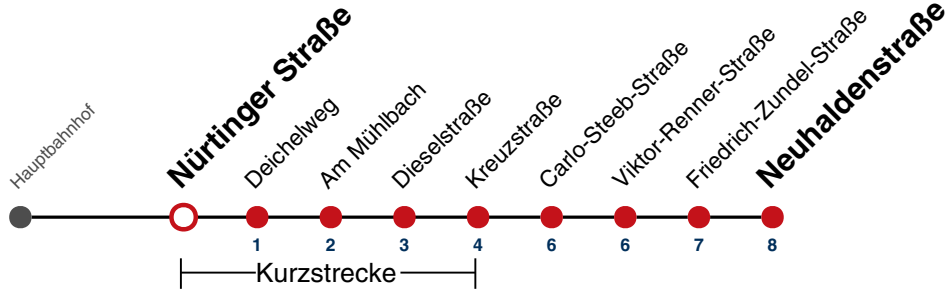 Hauptbahnhof
Nürtinger Straße
Deichelweg
Am Mühlbach
Dieselstraße
Kreuzstraße
Carlo-Steeb-Straße
Viktor-Renner-Straße
Friedrich-Zundel-Straße
Neuhaldenstraße
1 2 3 4 6 6 7 8
Kurzstrecke